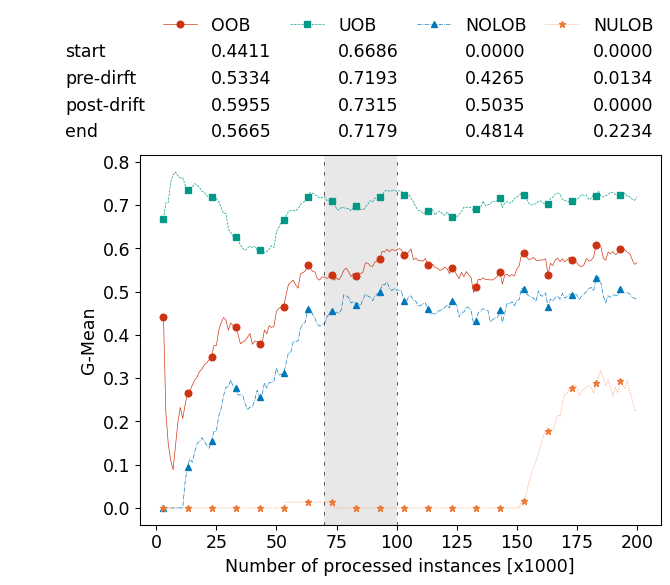 OOB UOB NOLOB NULOB
start 0.4411 0.6686 0.0000 0.0000
pre-dirft 0.5334 0.7193 0.4265 0.0134
post-drift 0.5955 0.7315 0.5035 0.0000
end 0.5665 0.7179 0.4814 0.2234
0.8
0.7
0.6
0.5
0.4
0.3
0.2
0.1
0.0
G-Mean
0 25 50 75 100 125 150 175 200
Number of processed instances [x1000]